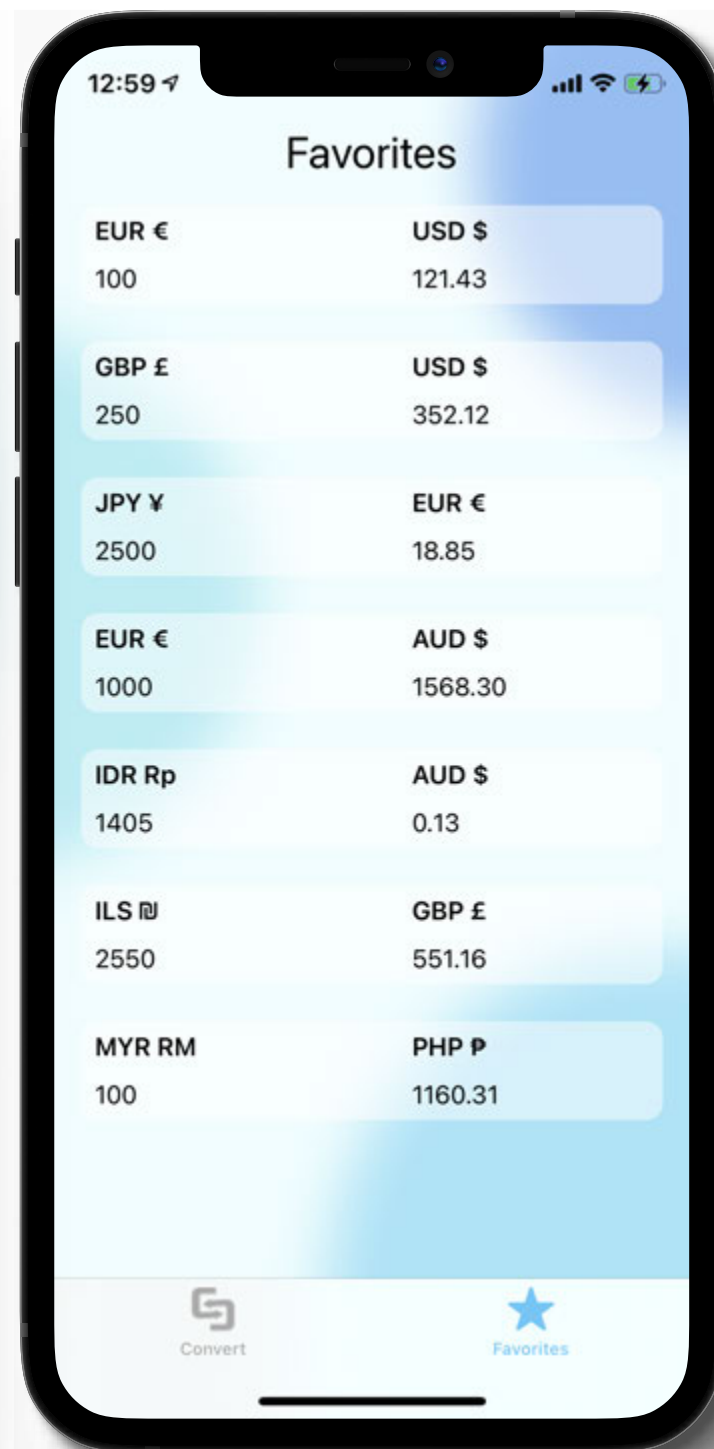 12:59
Favorites
EUR € USD $
100 121.43
GBP £ USD $
250 352.12
JPY ¥ EUR €
2500 18.85
EUR € AUD $
1000 1568.30
IDR Rp AUD $
1405 0.13
ILS ₪ GBP £
2550 551.16
MYR RM PHP ₱
100 1160.31
Convert Favorites